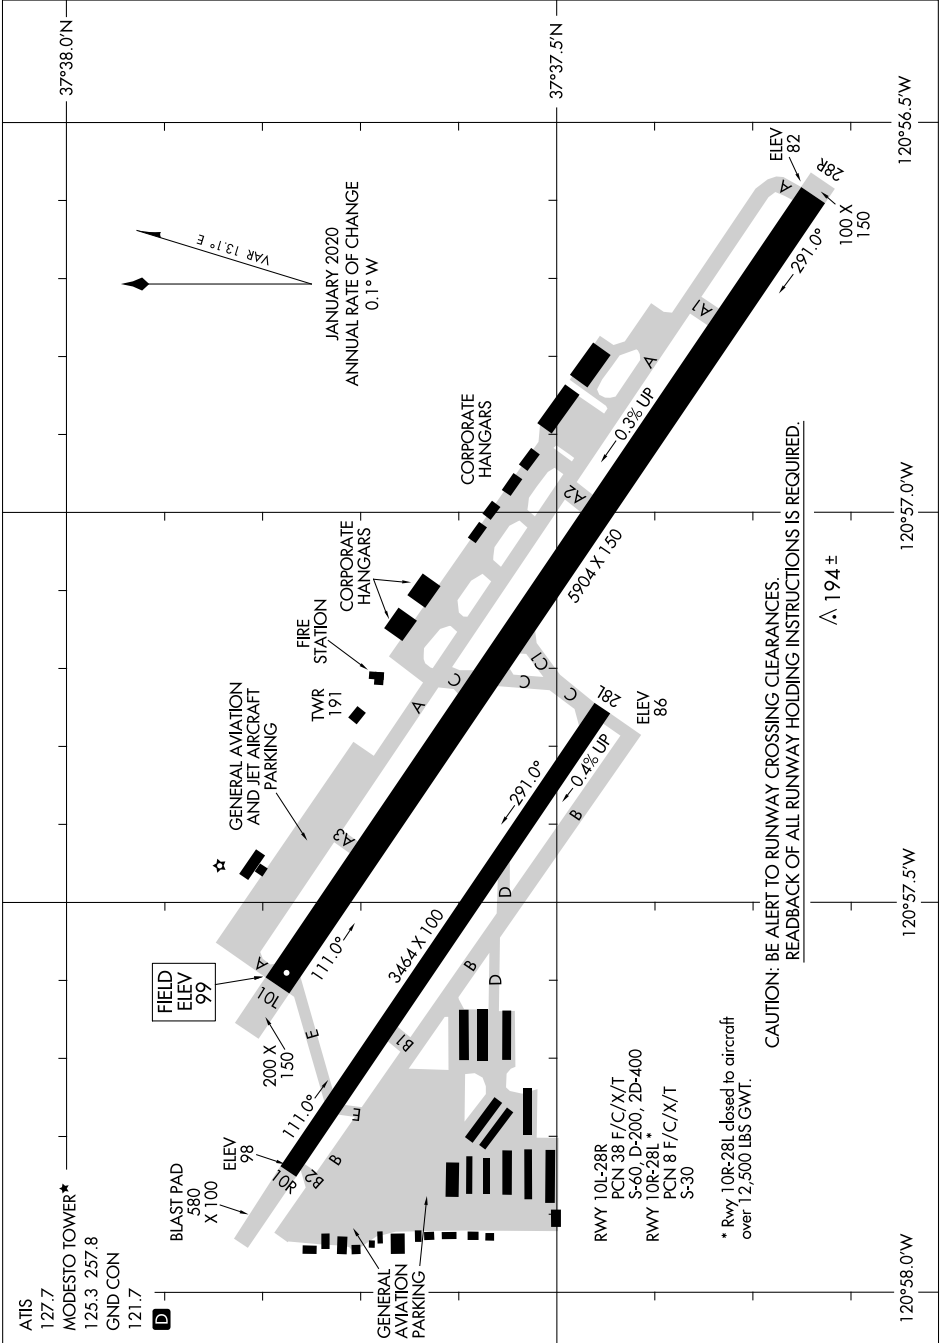 ATIS
127.7
MODESTO TOWER★
125.3 257.8
GND CON
121.7
D
37°38.0'N
37°37.5'N
VAR 13.1° E
JANUARY 2020
ANNUAL RATE OF CHANGE
0.1° W
120°56.5'W
120°57.0'W
120°57.5'W
120°58.0'W
ELEV
82
A
28R
100 X
150
291.0°
A1
A
0.3% UP
CORPORATE
HANGARS
A2
5904 X 150
CORPORATE
HANGARS
FIRE
STATION
TWR
191
C
A
C
C1
C
28L
ELEV
86
GENERAL AVIATION
AND JET AIRCRAFT
PARKING
A3
291.0°
0.4% UP
B
D
FIELD
ELEV
99
A
10L
111.0°
3464 X 100
B
D
200 X
150
E
B1
111.0°
E
ELEV
98
10R
B2
B
BLAST PAD
580
X 100
GENERAL
AVIATION
PARKING
RWY 10L-28R
PCN 38 F/C/X/T
S-60, D-200, 2D-400
RWY 10R-28L *
PCN 8 F/C/X/T
S-30
* Rwy 10R-28L closed to aircraft
over 12,500 LBS GWT.
CAUTION: BE ALERT TO RUNWAY CROSSING CLEARANCES.
READBACK OF ALL RUNWAY HOLDING INSTRUCTIONS IS REQUIRED.
194 ±